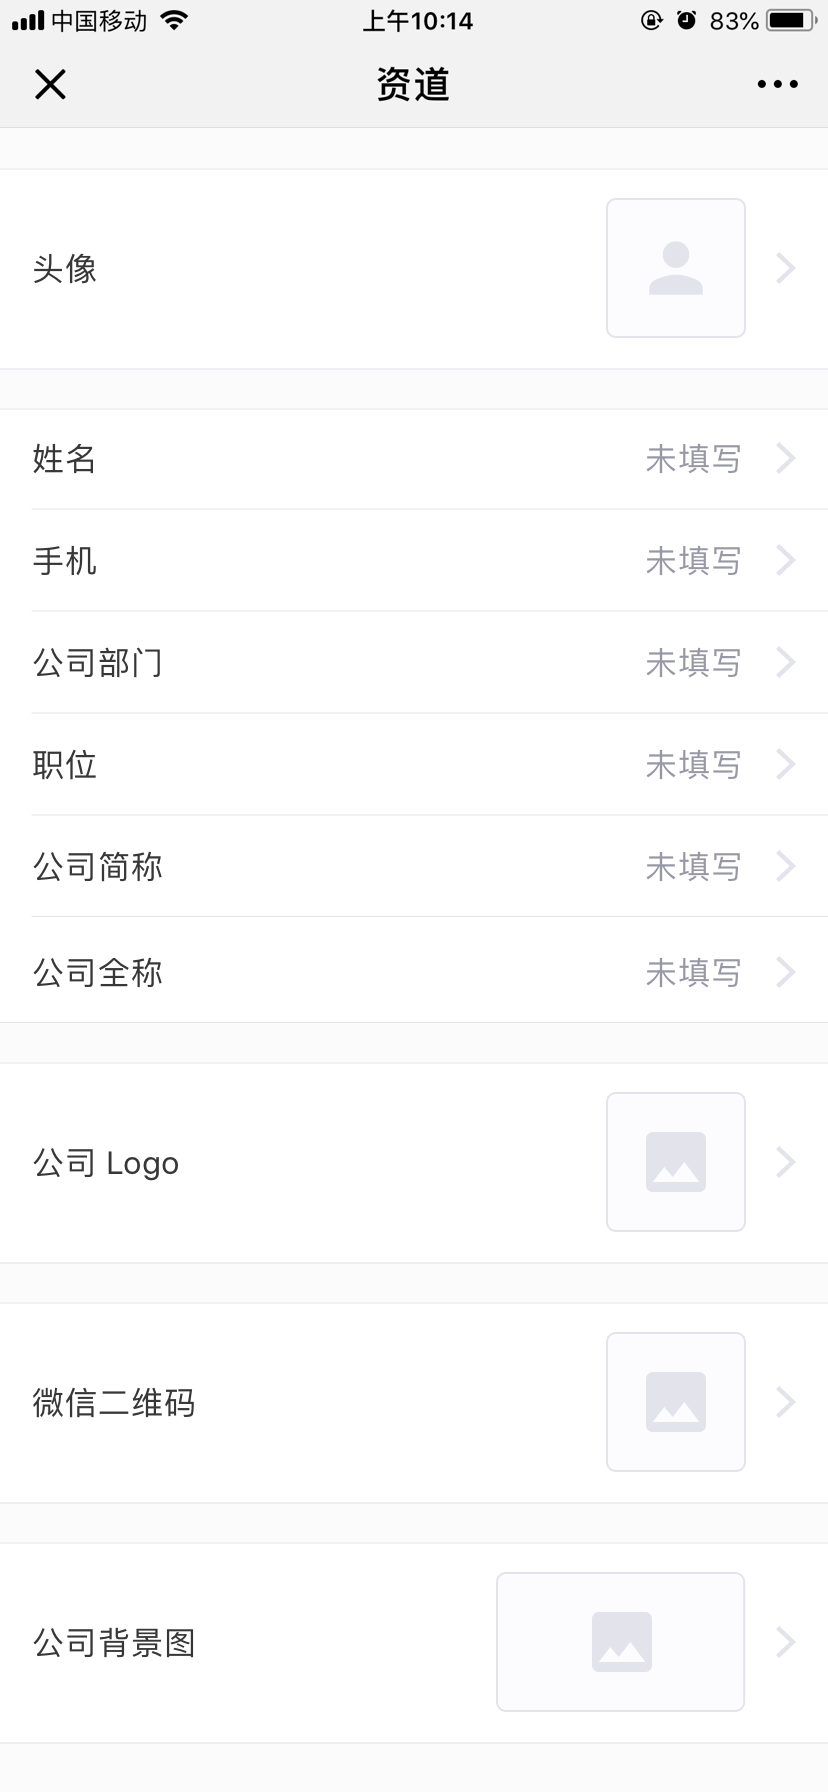 中国移动 上午10:14 83%
资道
头像
姓名 未填写
手机 未填写
公司部门 未填写
职位 未填写
公司简称 未填写
公司全称 未填写
公司 Logo
微信二维码
公司背景图